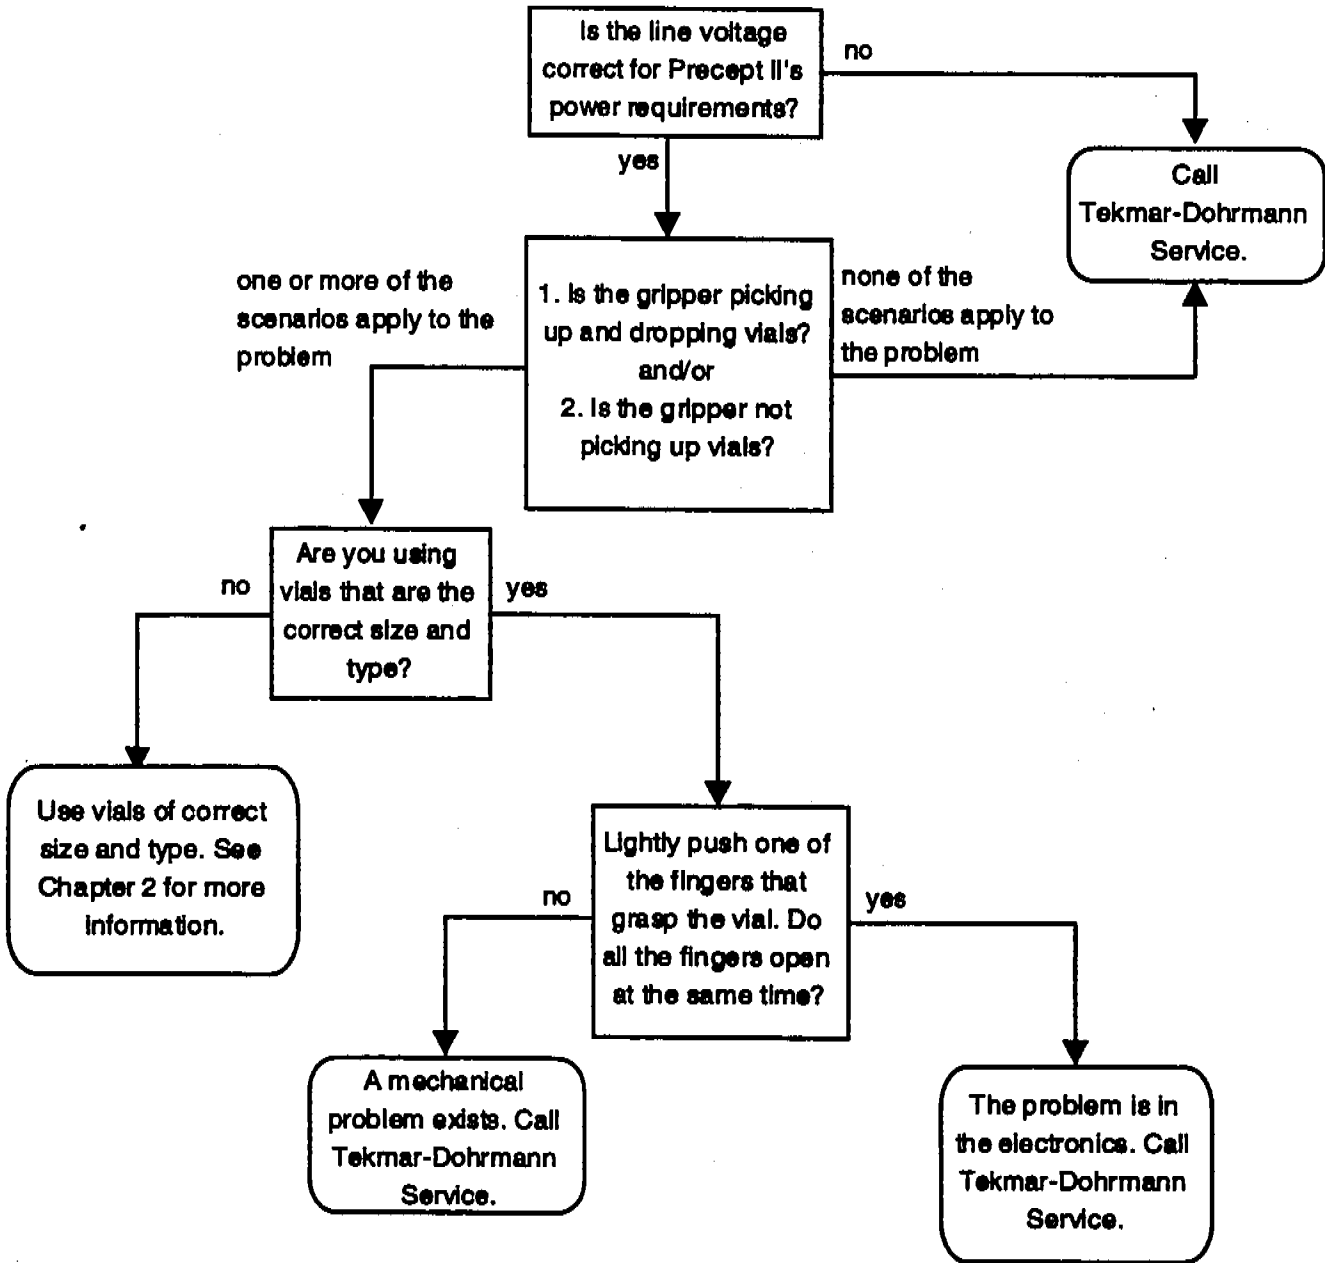 Is the line voltage
correct for Precept II's
power requirements?
no
yes
Call
Tekmar-Dohrmann
Service.
one or more of the
scenarios apply to the
problem
1. Is the gripper picking
up and dropping vials?
and/or
2. Is the gripper not
picking up vials?
none of the
scenarios apply to
the problem
no
Are you using
vials that are the
correct size and
type?
yes
Use vials of correct
size and type. See
Chapter 2 for more
information.
no
Lightly push one of
the fingers that
grasp the vial. Do
all the fingers open
at the same time?
yes
A mechanical
problem exists. Call
Tekmar-Dohrmann
Service.
The problem is in
the electronics. Call
Tekmar-Dohrmann
Service.